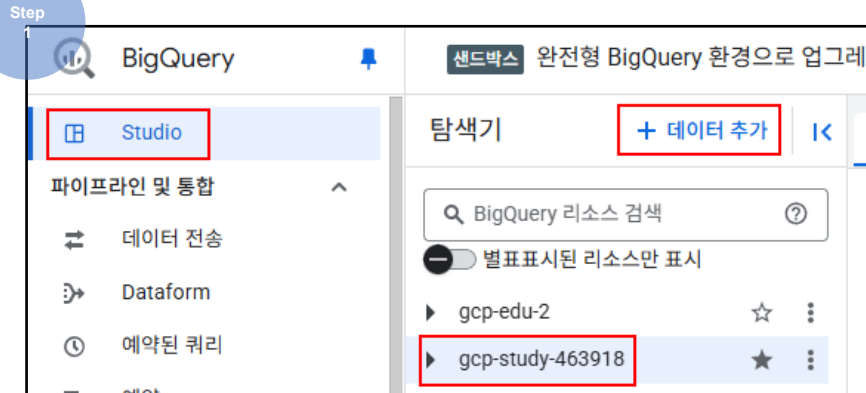 Step
1
BigQuery
샌드박스 완전형 BigQuery 환경으로 업그레
Studio
탐색기
+ 데이터 추가
파이프라인 및 통합
BigQuery 리소스 검색
데이터 전송
별표표시된 리소스만 표시
Dataform
gcp-edu-2
예약된 쿼리
gcp-study-463918